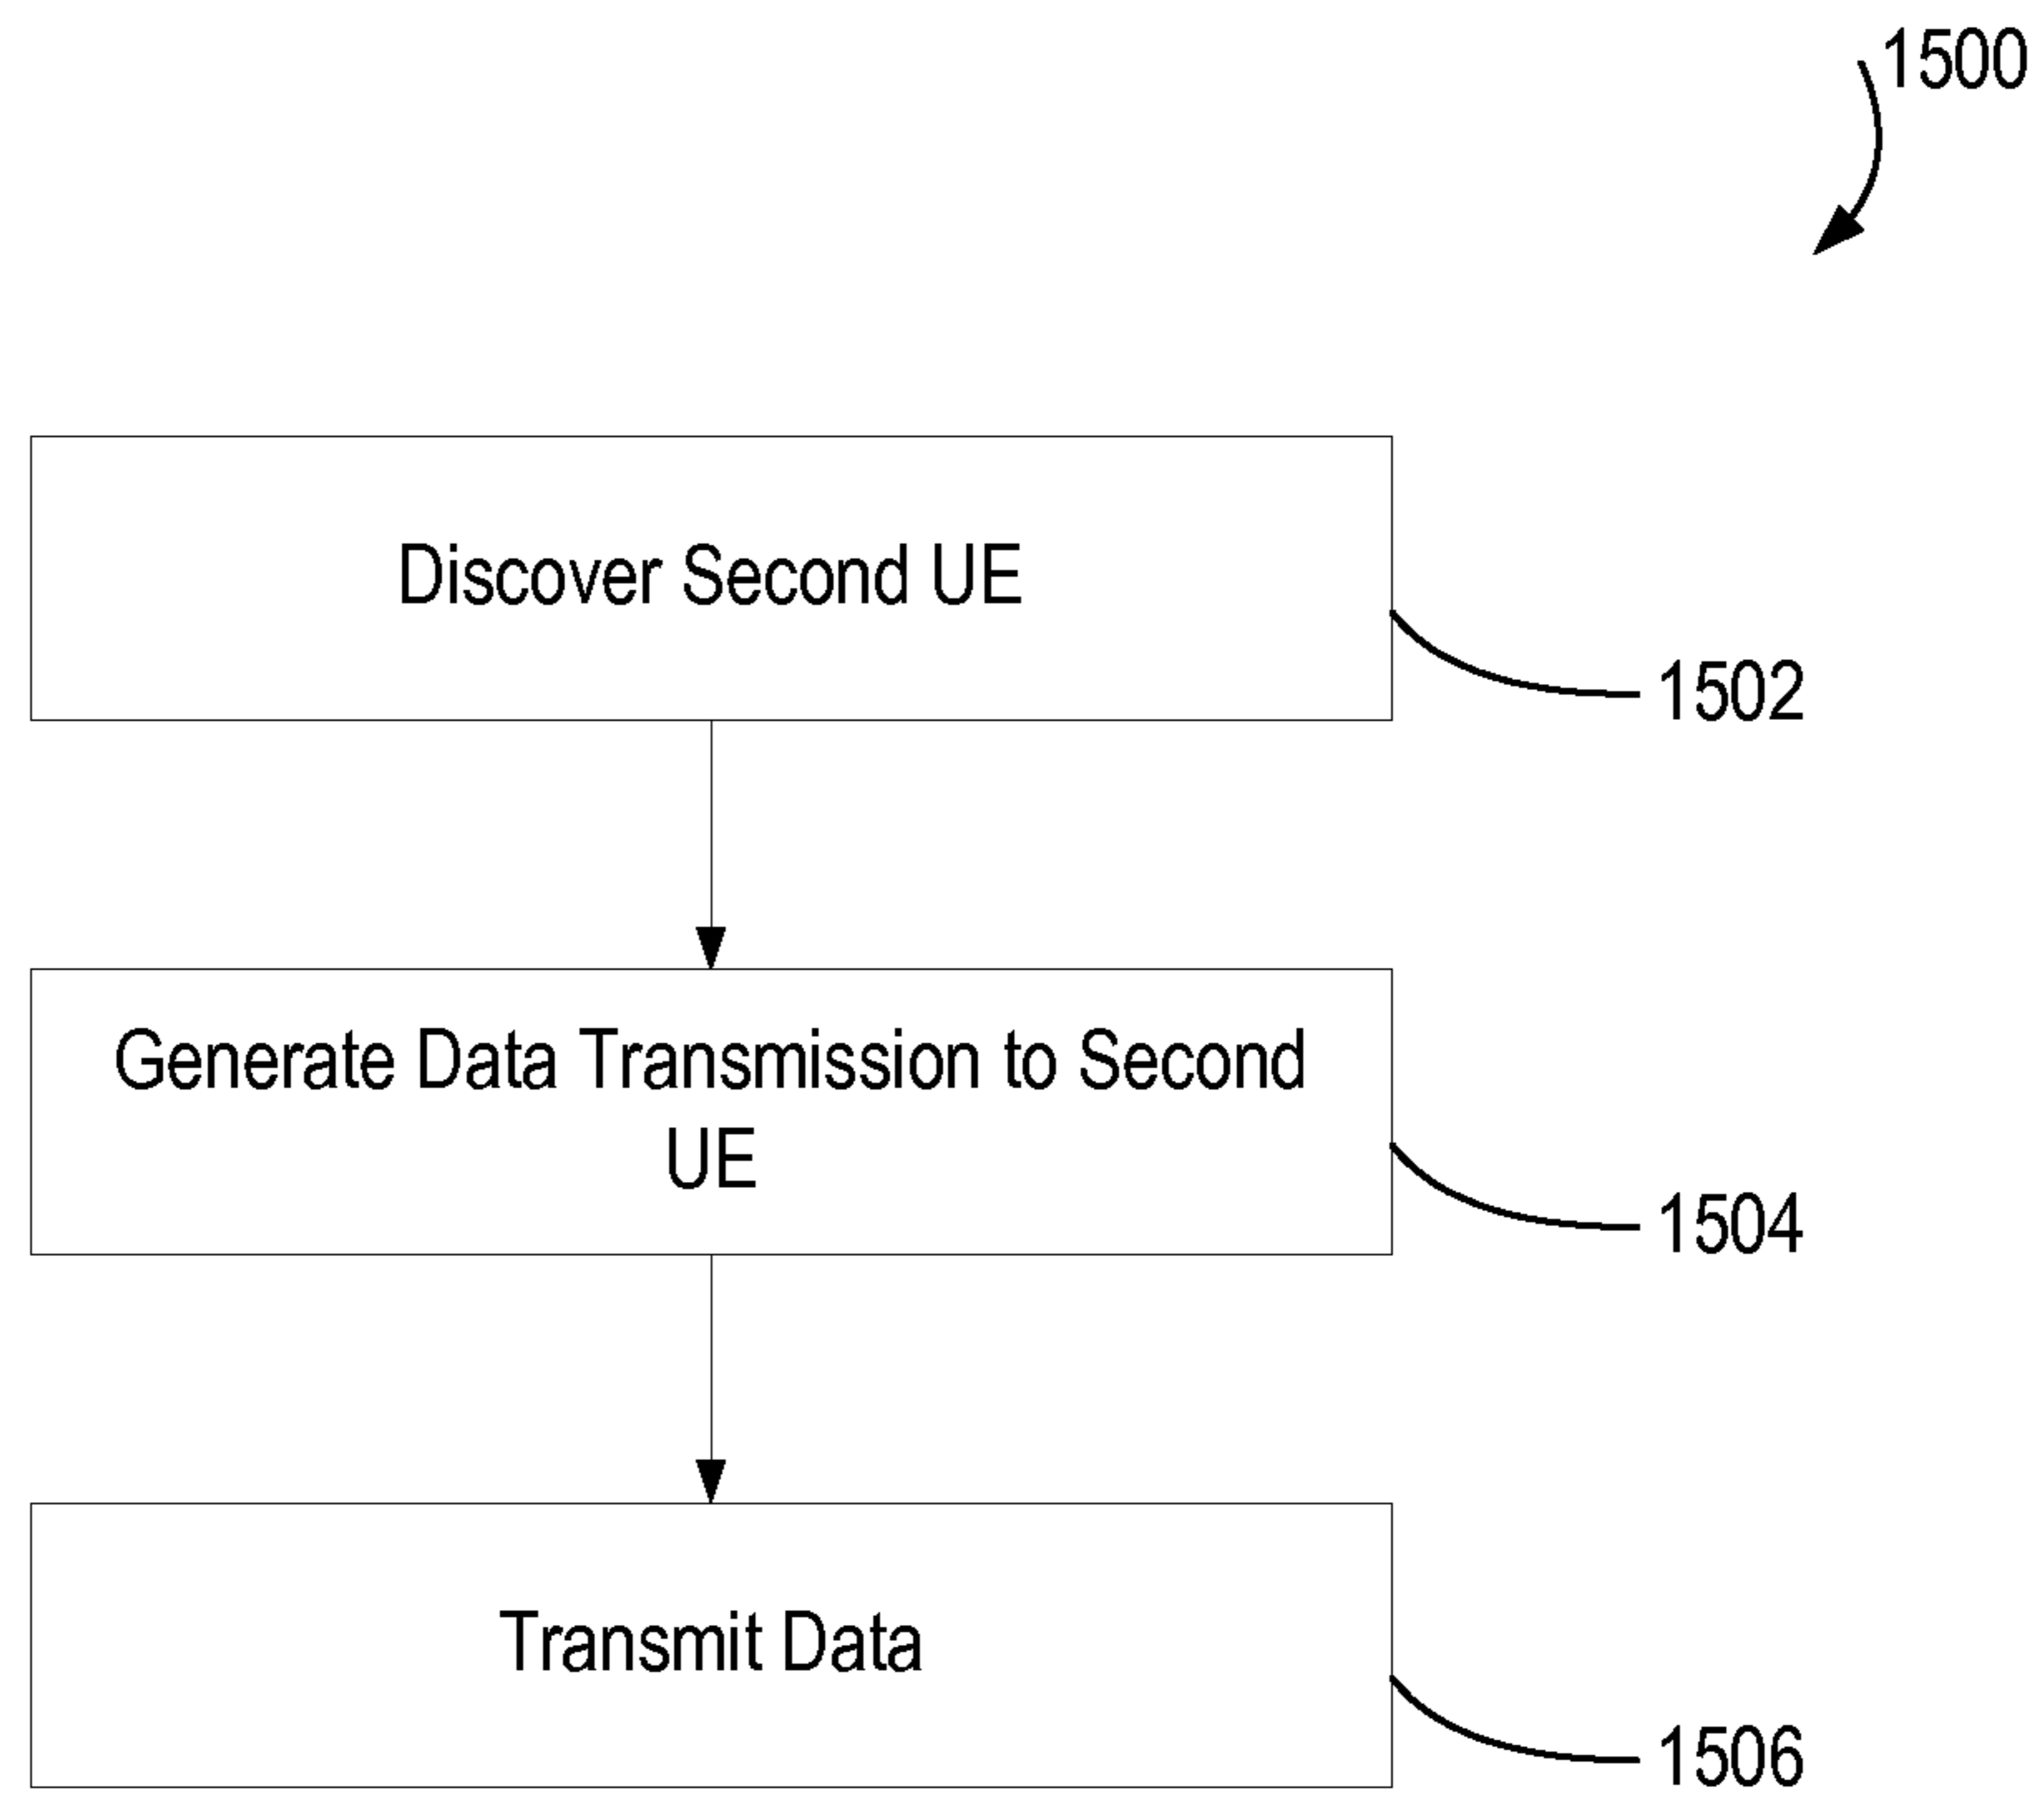 1500
Discover Second UE
1502
Generate Data Transmission to Second
UE
1504
Transmit Data
1506